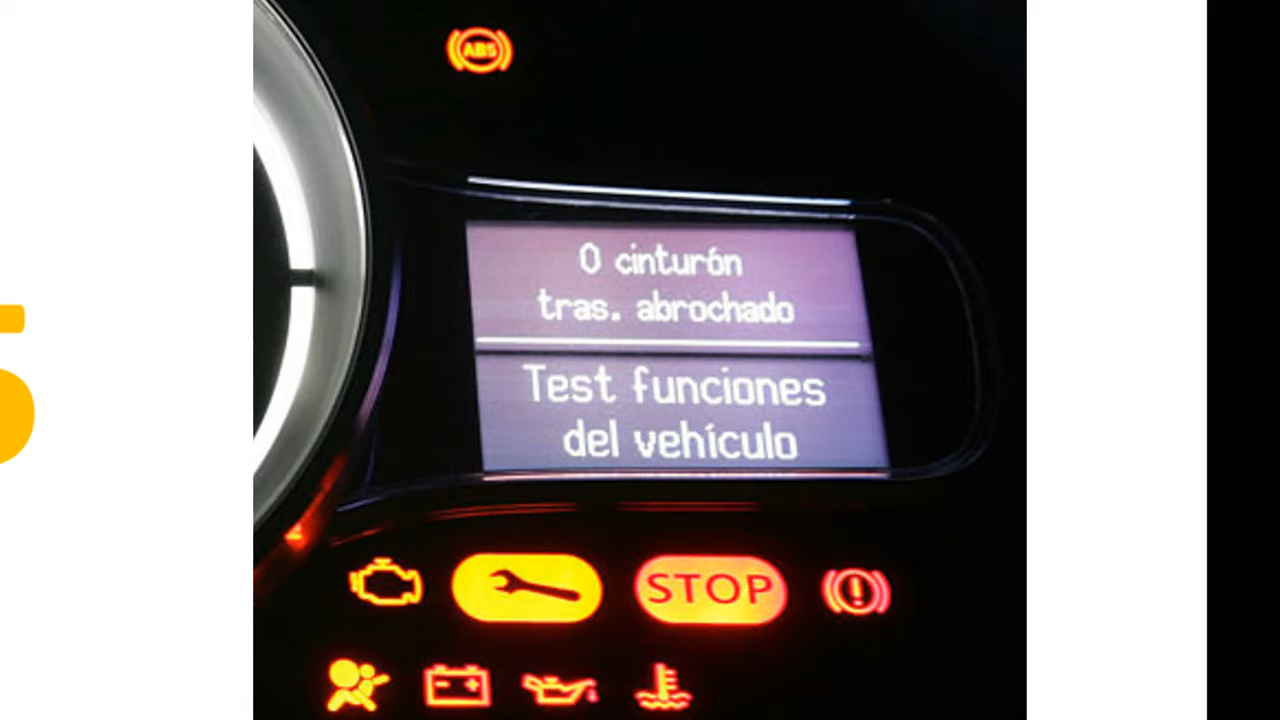 ABS
0 cinturón
tras. abrochado
Test funciones
del vehículo
STOP